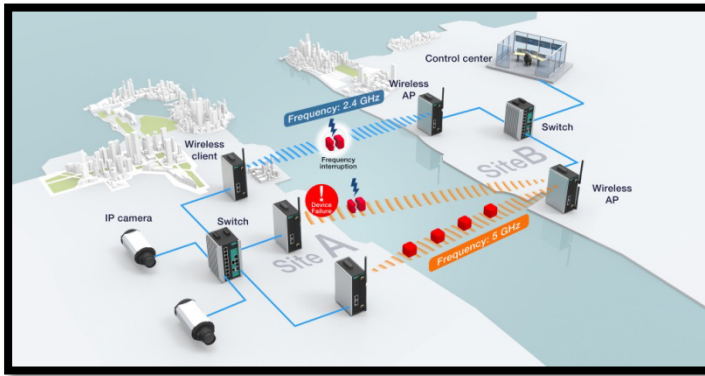 Control center
Wireless
AP
Frequency: 2.4 GHz
Switch
Frequency
interruption
Wireless
client
Site B
Wireless
AP
!
Device
Failure
IP camera
Switch
Site A
Frequency: 5 GHz